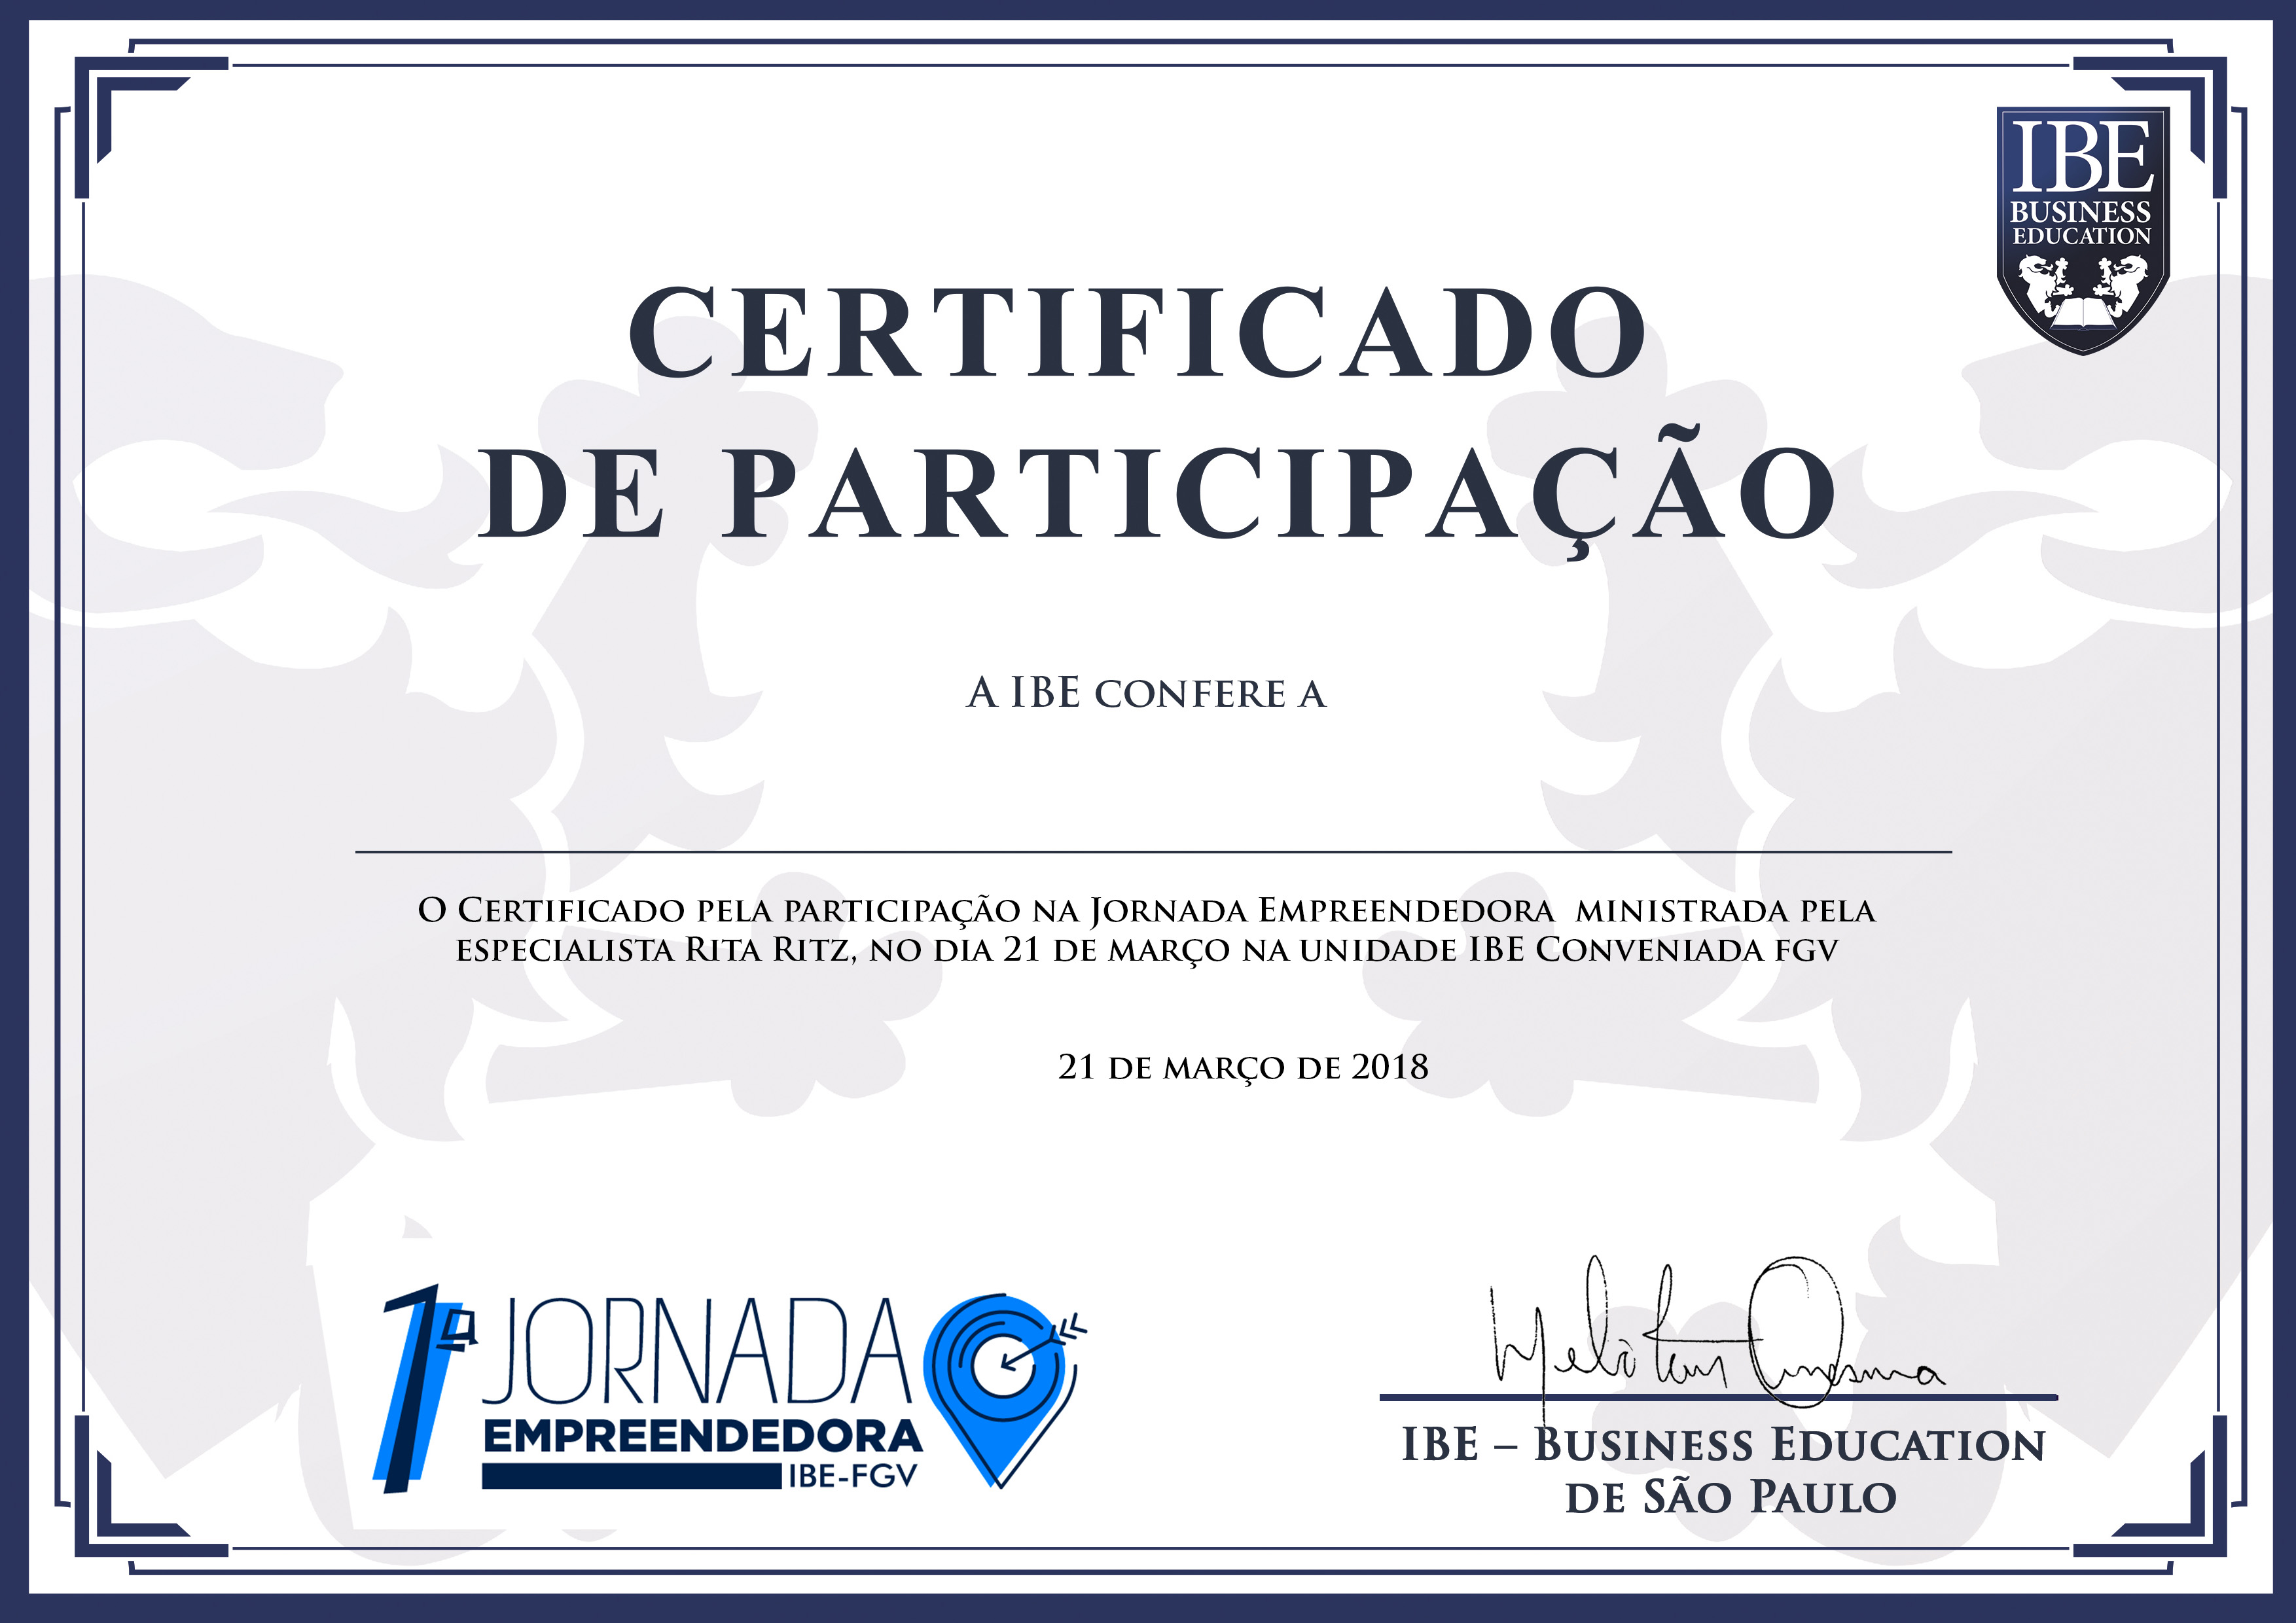 IBE
BUSINESS
EDUCATION
CERTIFICADO
DE PARTICIPAÇÃO
A IBE CONFERE A
O CERTIFICADO PELA PARTICIPAÇÃO NA JORNADA EMPREENDEDORA MINISTRADA PELA
ESPECIALISTA RITA RITZ, NO DIA 21 DE MARÇO NA UNIDADE IBE CONVENIADA FGV
21 DE MARÇO DE 2018
1ª JORNADA
EMPREENDEDORA
IBE-FGV
IBE – BUSINESS EDUCATION
DE SÃO PAULO